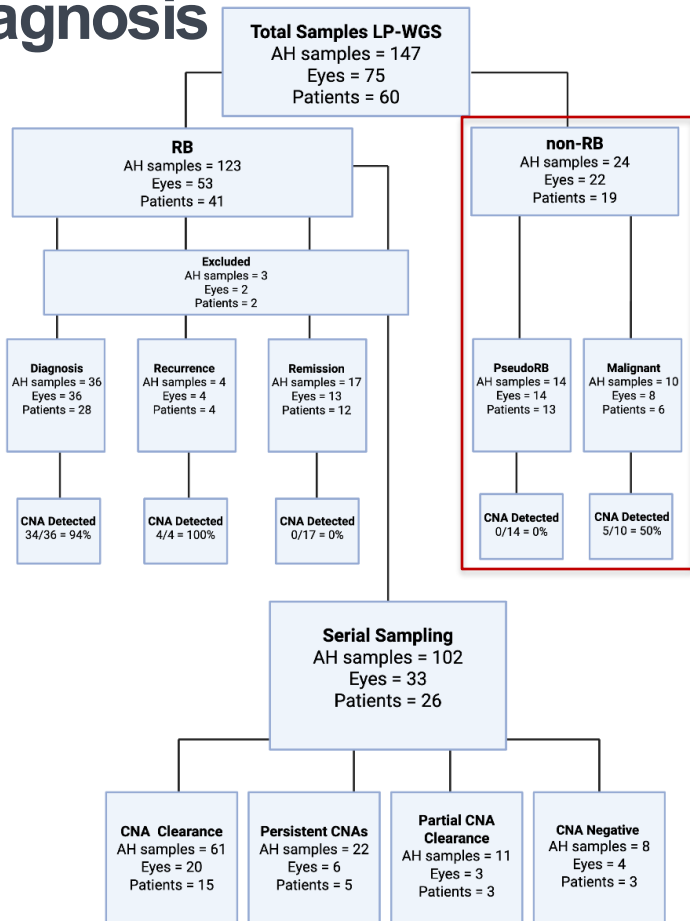 agnosis
Total Samples LP-WGS
AH samples = 147
Eyes = 75
Patients = 60
RB
AH samples = 123
Eyes = 53
Patients = 41
non-RB
AH samples = 24
Eyes = 22
Patients = 19
Excluded
AH samples = 3
Eyes = 2
Patients = 2
Diagnosis
AH samples = 36
Eyes = 36
Patients = 28
Recurrence
AH samples = 4
Eyes = 4
Patients = 4
Remission
AH samples = 17
Eyes = 13
Patients = 12
PseudoRB
AH samples = 14
Eyes = 14
Patients = 13
Malignant
AH samples = 10
Eyes = 8
Patients = 6
CNA Detected
34/36 = 94%
CNA Detected
4/4 = 100%
CNA Detected
0/17 = 0%
CNA Detected
0/14 = 0%
CNA Detected
5/10 = 50%
Serial Sampling
AH samples = 102
Eyes = 33
Patients = 26
CNA Clearance
AH samples = 61
Eyes = 20
Patients = 15
Persistent CNAs
AH samples = 22
Eyes = 6
Patients = 5
Partial CNA
Clearance
AH samples = 11
Eyes = 3
Patients = 3
CNA Negative
AH samples = 8
Eyes = 4
Patients = 3